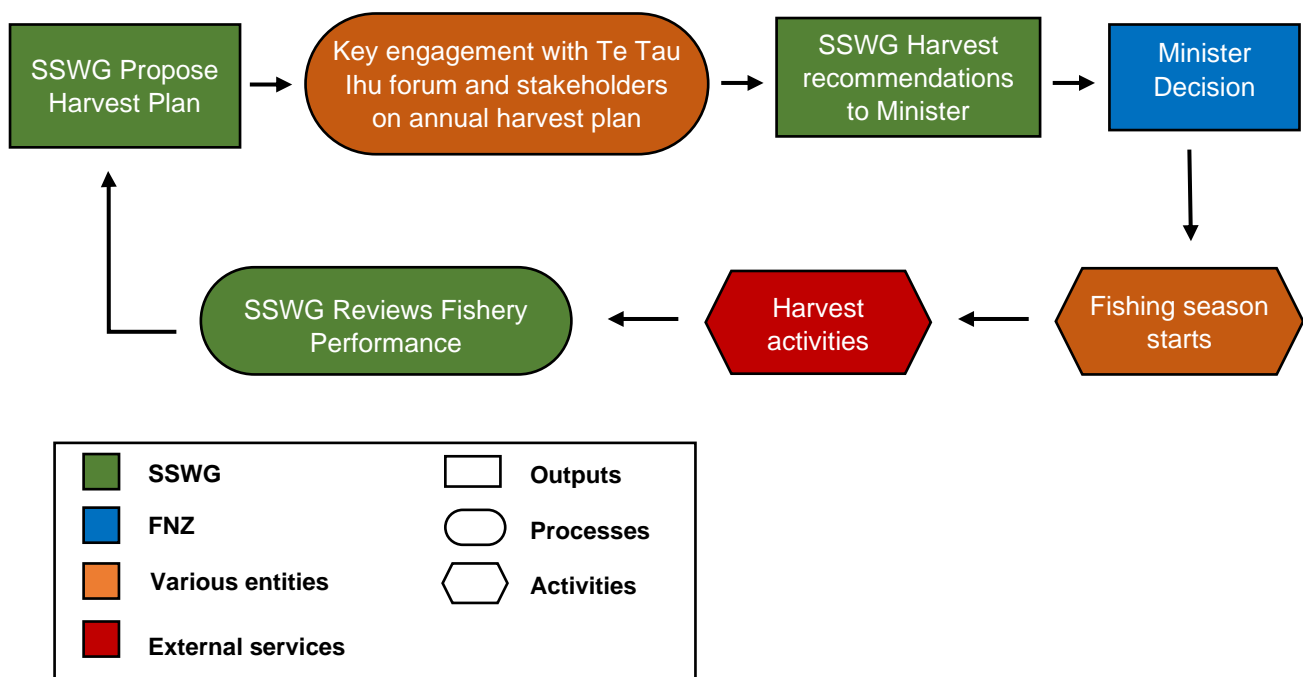 SSWG Propose
Harvest Plan
Key engagement with Te Tau
Ihu forum and stakeholders
on annual harvest plan
SSWG Harvest
recommendations
to Minister
Minister
Decision
SSWG Reviews Fishery
Performance
Harvest
activities
Fishing season
starts
SSWG
FNZ
Various entities
External services
Outputs
Processes
Activities